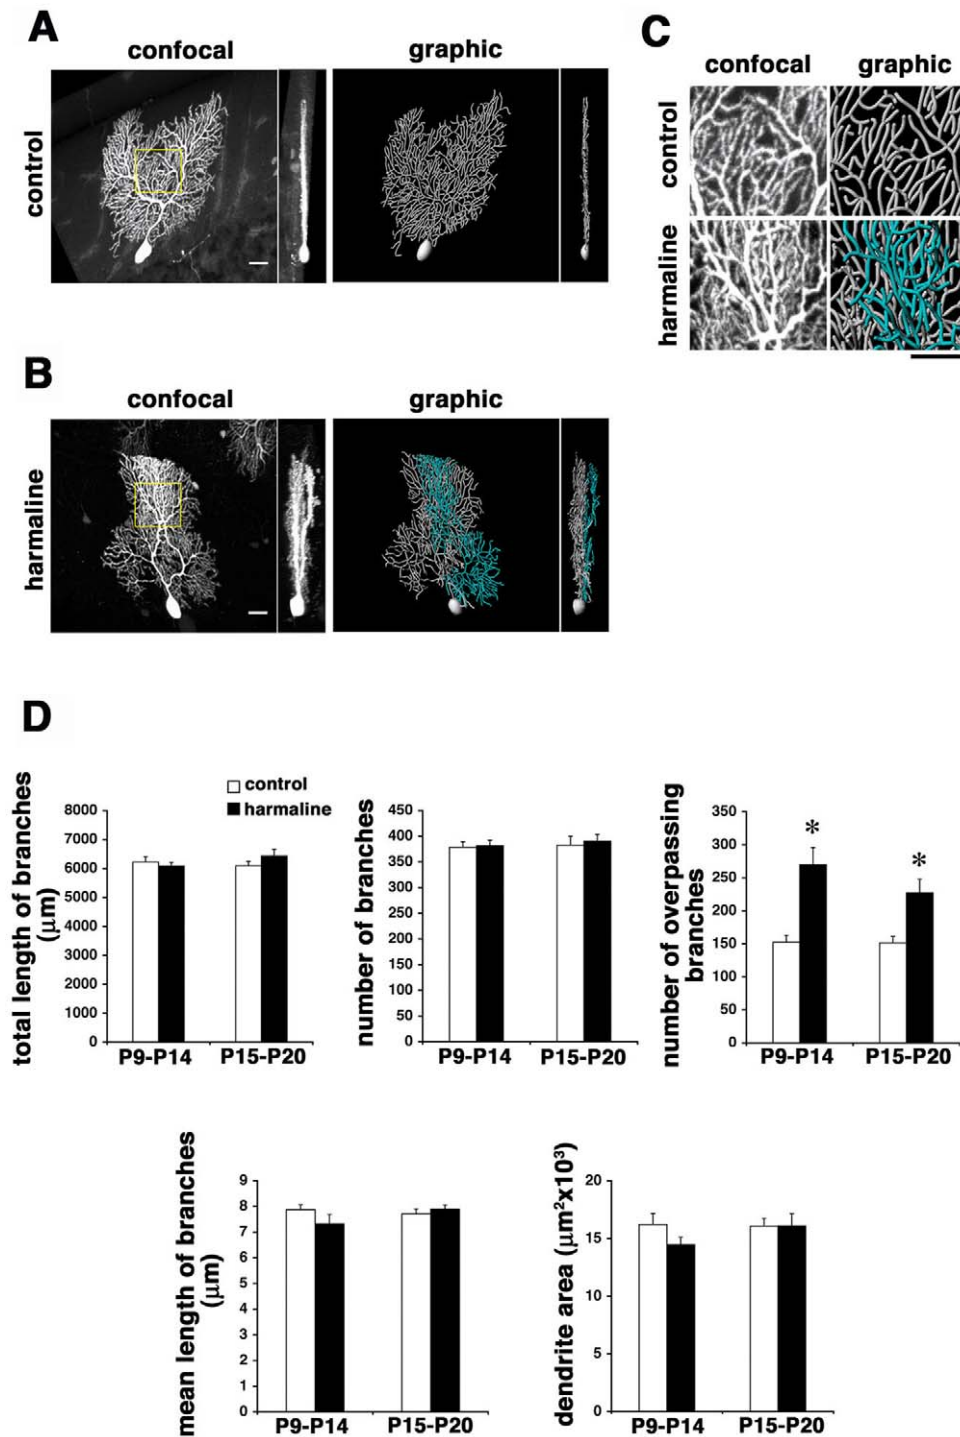 A
confocal graphic
control
C
confocal graphic
control
harmaline
B
confocal graphic
harmaline
D
control
harmaline
total length of branches
(μm)
8000
7000
6000
5000
4000
3000
2000
1000
0
P9-P14 P15-P20
number of branches
450
400
350
300
250
200
150
100
50
0
P9-P14 P15-P20
number of overpassing
branches
350
300
250
200
150
100
50
0
* *
P9-P14 P15-P20
mean length of branches
(μm)
9
8
7
6
5
4
3
2
1
0
P9-P14 P15-P20
dendrite area (μm²x10³)
20
15
10
5
0
P9-P14 P15-P20